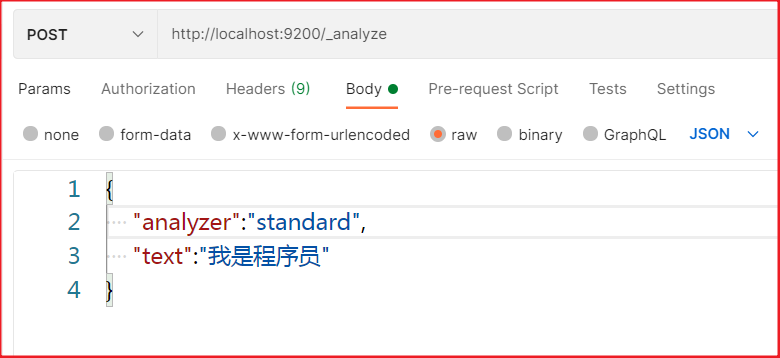 POST http://localhost:9200/_analyze
Params Authorization Headers (9) Body Pre-request Script Tests Settings
none form-data x-www-form-urlencoded raw binary GraphQL JSON
1 {
2 "analyzer":"standard",
3 "text":"我是程序员"
4 }